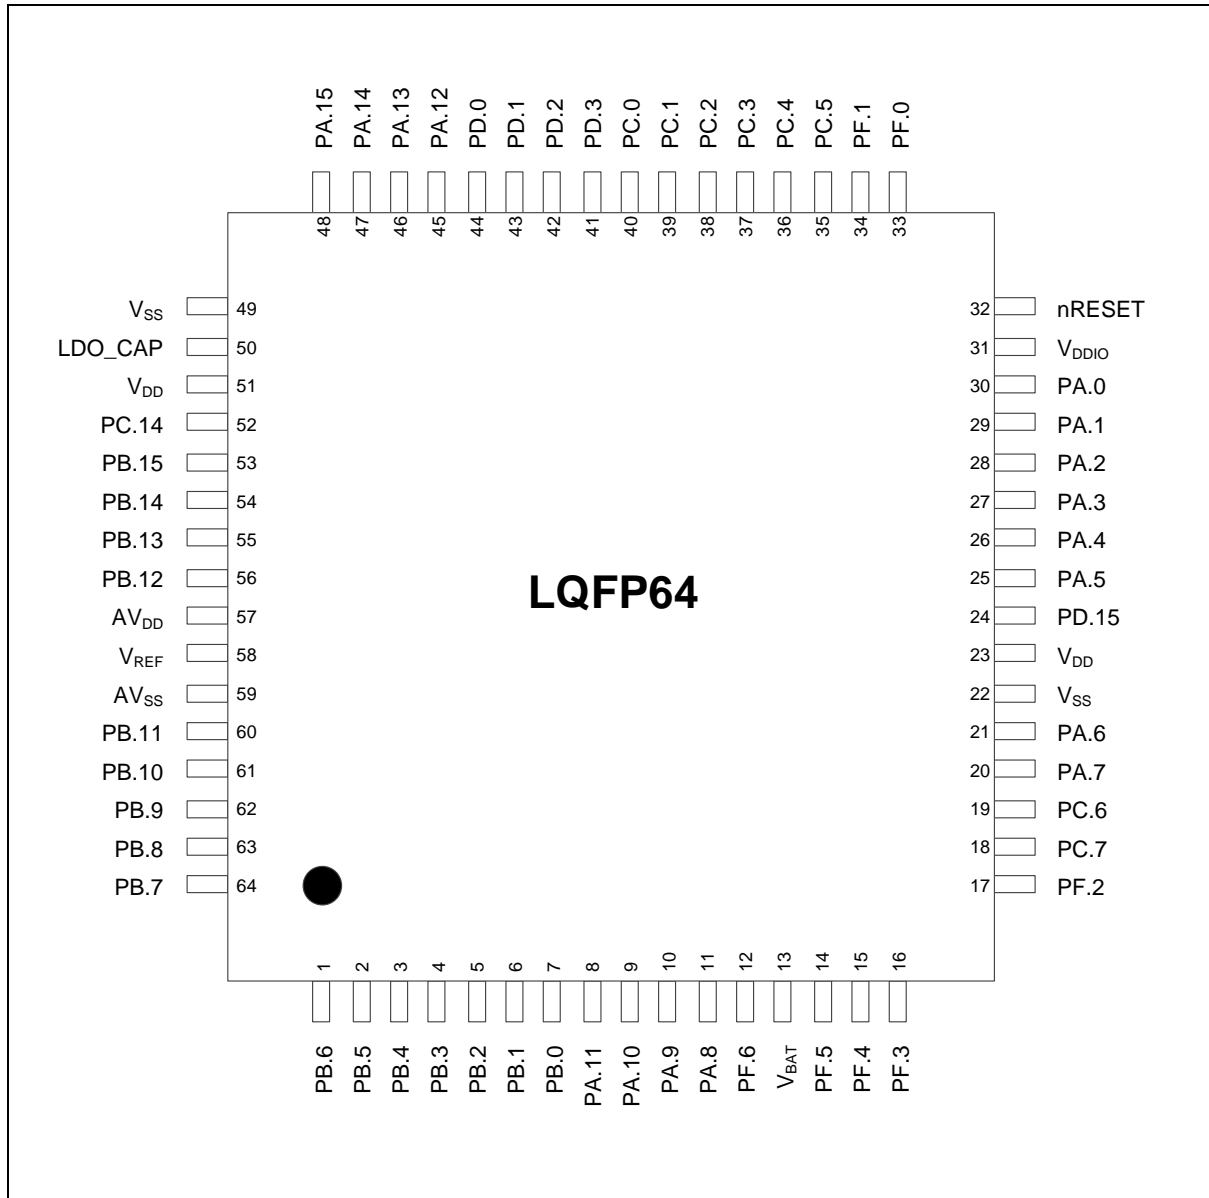 PA.15
PA.14
PA.13
PA.12
PD.0
PD.1
PD.2
PD.3
PC.0
PC.1
PC.2
PC.3
PC.4
PC.5
PF.1
PF.0
48
47
46
45
44
43
42
41
40
39
38
37
36
35
34
33
VSS 49
LDO_CAP 50
VDD 51
PC.14 52
PB.15 53
PB.14 54
PB.13 55
PB.12 56
AVDD 57
VREF 58
AVSS 59
PB.11 60
PB.10 61
PB.9 62
PB.8 63
PB.7 64
LQFP64
32 nRESET
31 VDDIO
30 PA.0
29 PA.1
28 PA.2
27 PA.3
26 PA.4
25 PA.5
24 PD.15
23 VDD
22 VSS
21 PA.6
20 PA.7
19 PC.6
18 PC.7
17 PF.2
1
2
3
4
5
6
7
8
9
10
11
12
13
14
15
16
PB.6
PB.5
PB.4
PB.3
PB.2
PB.1
PB.0
PA.11
PA.10
PA.9
PA.8
PF.6
VBAT
PF.5
PF.4
PF.3